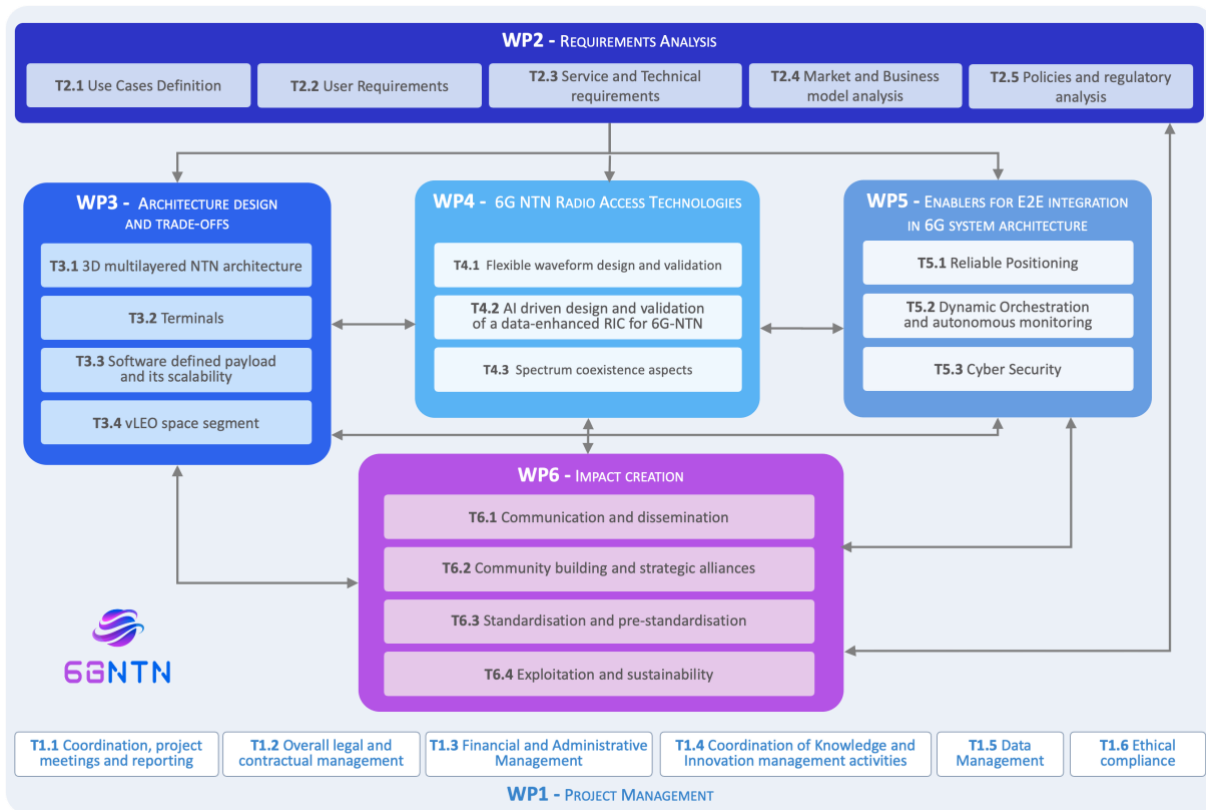 WP2 - Requirements Analysis
T2.1 Use Cases Definition
T2.2 User Requirements
T2.3 Service and Technical
requirements
T2.4 Market and Business
model analysis
T2.5 Policies and regulatory
analysis
WP3 - Architecture design
and trade-offs
T3.1 3D multilayered NTN architecture
T3.2 Terminals
T3.3 Software defined payload
and its scalability
T3.4 vLEO space segment
WP4 - 6G NTN Radio Access Technologies
T4.1 Flexible waveform design and validation
T4.2 AI driven design and validation
of a data-enhanced RIC for 6G-NTN
T4.3 Spectrum coexistence aspects
WP5 - Enablers for E2E integration
in 6G system architecture
T5.1 Reliable Positioning
T5.2 Dynamic Orchestration
and autonomous monitoring
T5.3 Cyber Security
WP6 - Impact creation
T6.1 Communication and dissemination
T6.2 Community building and strategic alliances
T6.3 Standardisation and pre-standardisation
T6.4 Exploitation and sustainability
6GNTN
T1.1 Coordination, project
meetings and reporting
T1.2 Overall legal and
contractual management
T1.3 Financial and Administrative
Management
T1.4 Coordination of Knowledge and
Innovation management activities
T1.5 Data
Management
T1.6 Ethical
compliance
WP1 - Project Management